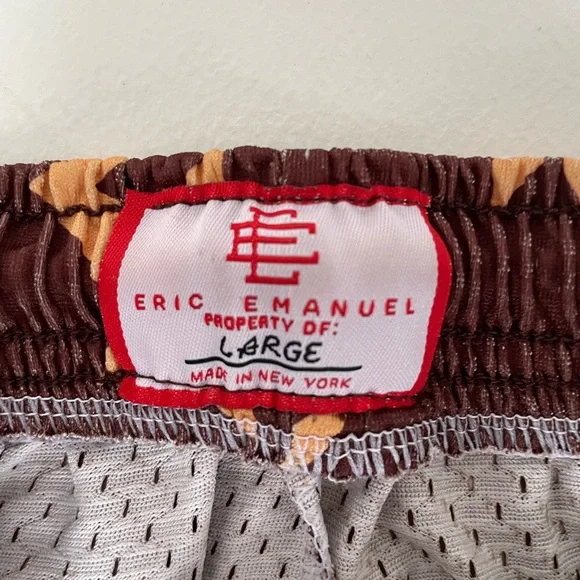 EE
ERIC EMANUEL
PROPERTY OF:
LARGE
MADE IN NEW YORK